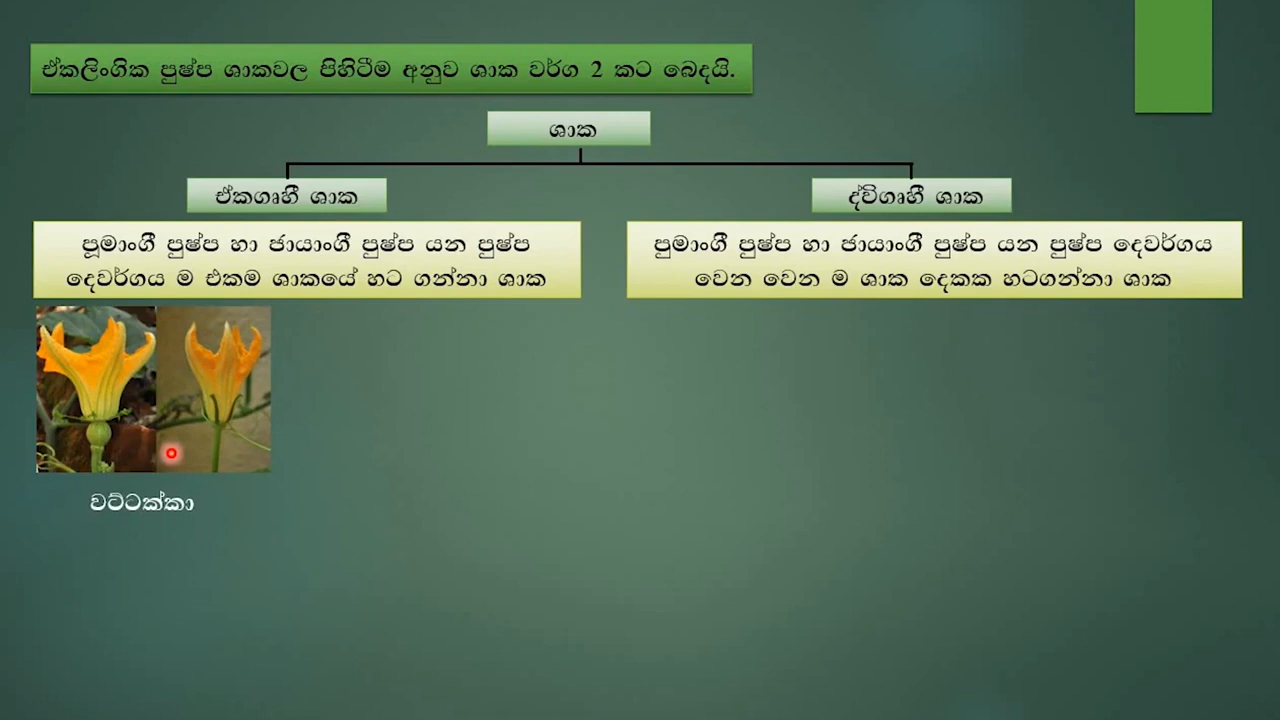 ඒකලිංගික පුෂ්ප ශාකවල පිහිටීම අනුව ශාක වර්ග 2 කට බෙදයි.
ශාක
ඒකගෘහී ශාක
ද්විගෘහී ශාක
පූමාංගී පුෂ්ප හා ජායාංගී පුෂ්ප යන පුෂ්ප
දෙවර්ගය ම එකම ශාකයේ හට ගන්නා ශාක
පුමාංගී පුෂ්ප හා ජායාංගී පුෂ්ප යන පුෂ්ප දෙවර්ගය
වෙන වෙන ම ශාක දෙකක හටගන්නා ශාක
වට්ටක්කා